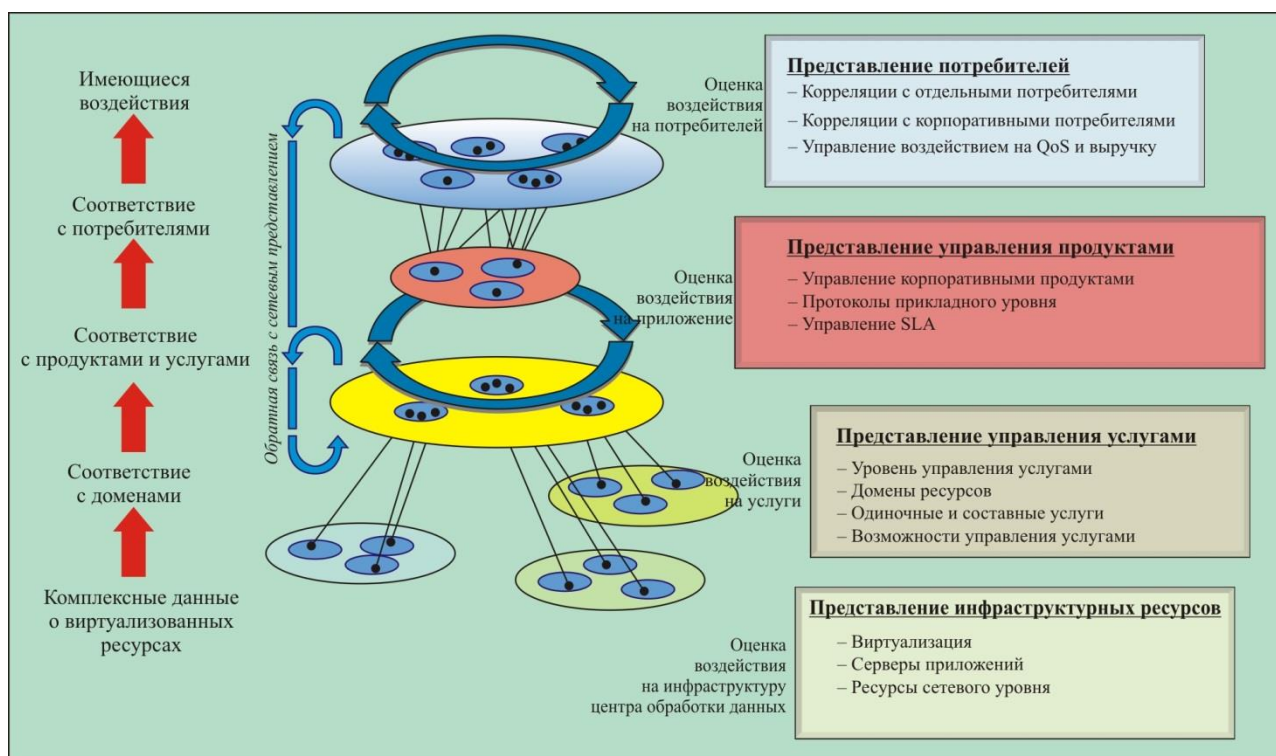 Имеющиеся
воздействия
Соответствие
с потребителями
Соответствие
с продуктами и услугами
Соответствие
с доменами
Комплексные данные
о виртуализованных
ресурсах
Обратная связь с сетевым представлением
Оценка
воздействия
на потребителей
Представление потребителей
– Корреляции с отдельными потребителями
– Корреляции с корпоративными потребителями
– Управление воздействием на QoS и выручку
Оценка
воздействия
на приложение
Представление управления продуктами
– Управление корпоративными продуктами
– Протоколы прикладного уровня
– Управление SLA
Оценка
воздействия
на услуги
Представление управления услугами
– Уровень управления услугами
– Домены ресурсов
– Одиночные и составные услуги
– Возможности управления услугами
Оценка
воздействия
на инфраструктуру
центра обработки данных
Представление инфраструктурных ресурсов
– Виртуализация
– Серверы приложений
– Ресурсы сетевого уровня